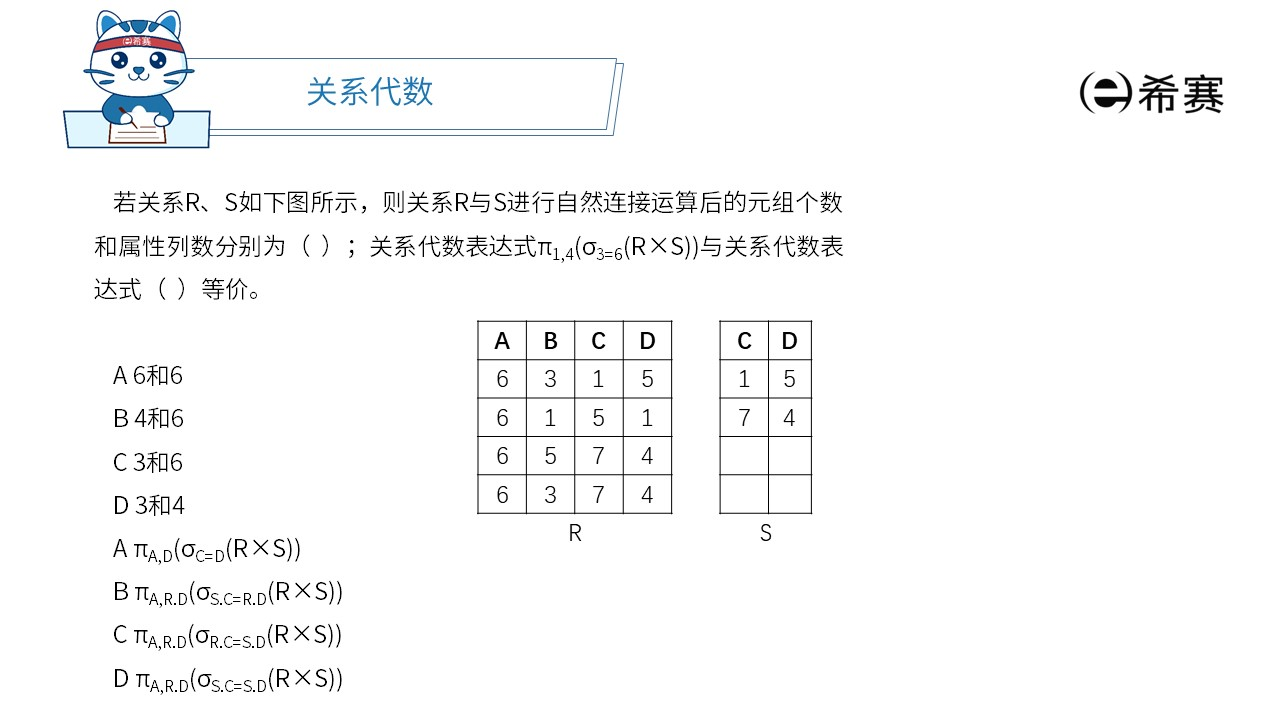 希赛
关系代数
希赛
若关系R、S如下图所示，则关系R与S进行自然连接运算后的元组个数
和属性列数分别为（ ）；关系代数表达式π1,4(σ3=6(R×S))与关系代数表
达式（ ）等价。
A 6和6
B 4和6
C 3和6
D 3和4
A πA,D(σC=D(R×S))
B πA,R.D(σS.C=R.D(R×S))
C πA,R.D(σR.C=S.D(R×S))
D πA,R.D(σS.C=S.D(R×S))
A B C D
6 3 1 5
6 1 5 1
6 5 7 4
6 3 7 4
R
C D
1 5
7 4
S